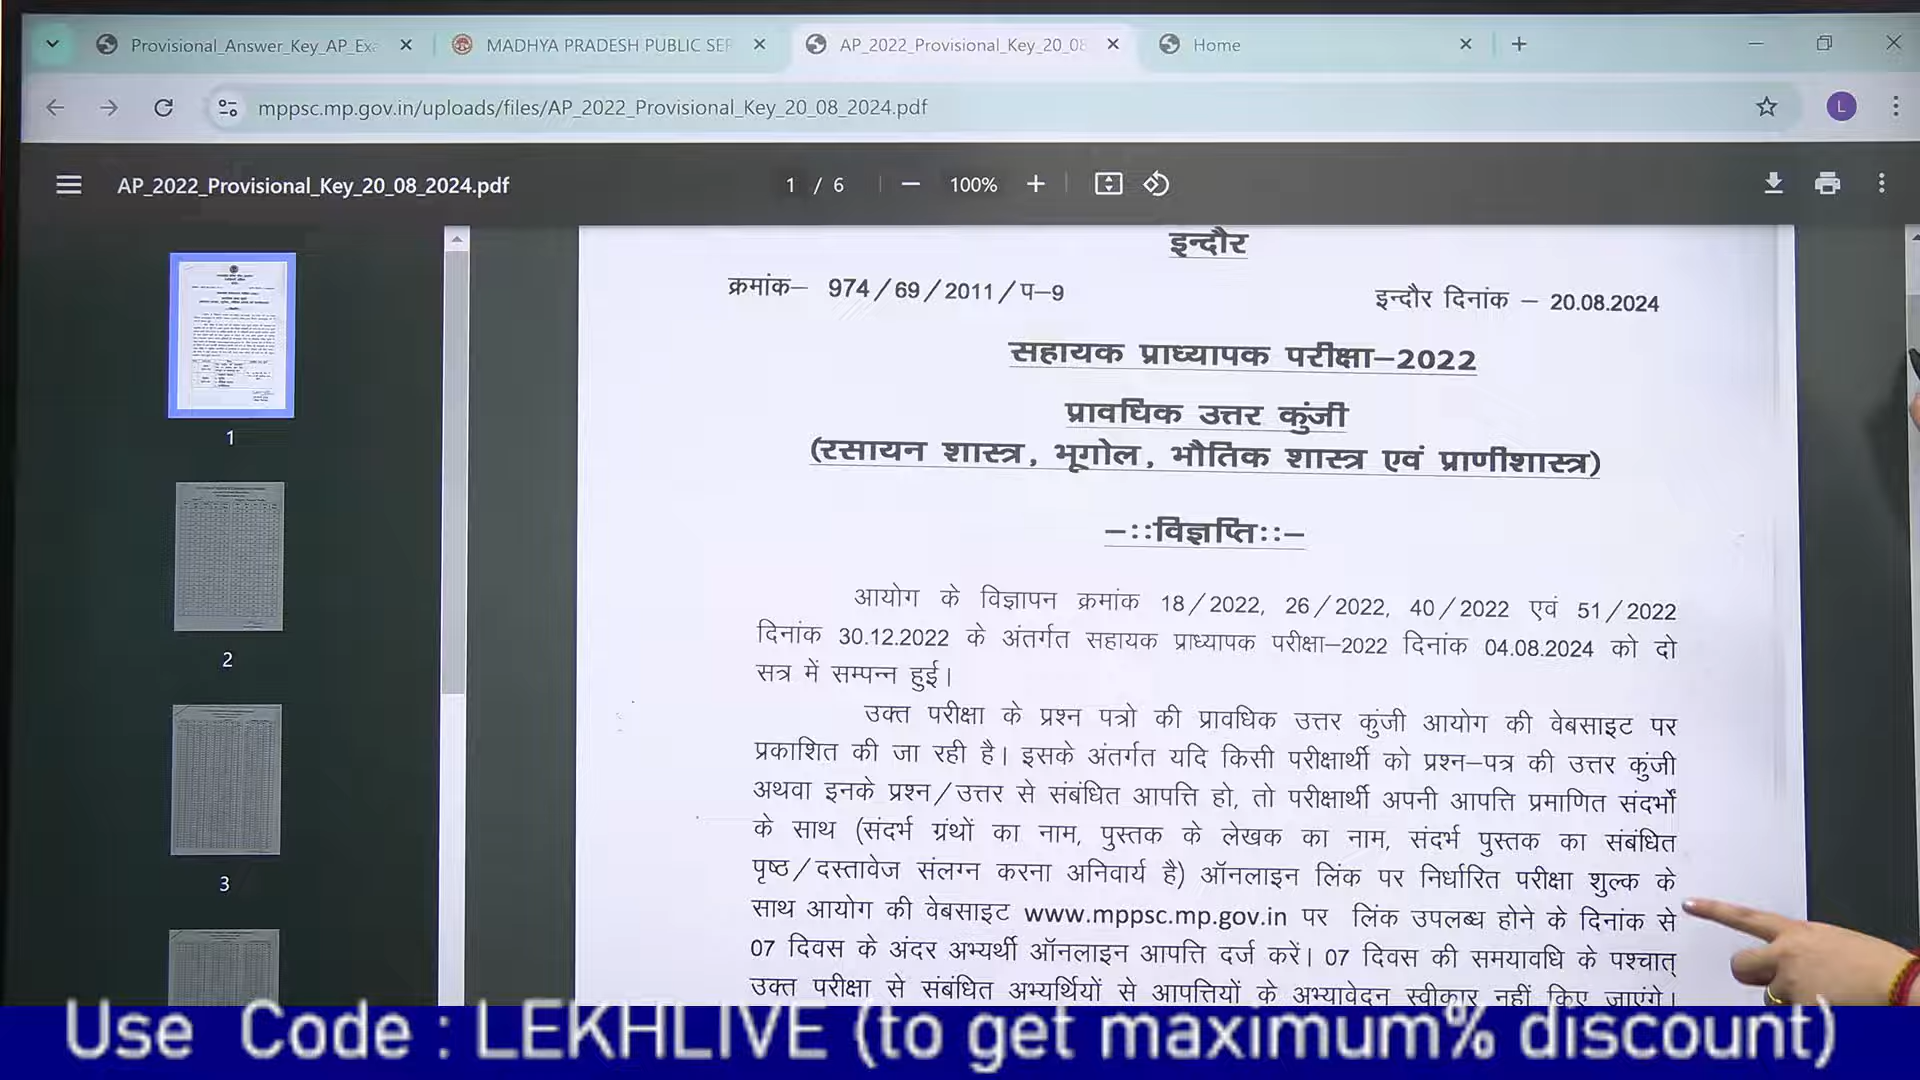 Provisional_Answer_Key_AP_Exa
MADHYA PRADESH PUBLIC SER
AP_2022_Provisional_Key_20_08
Home
mppsc.mp.gov.in/uploads/files/AP_2022_Provisional_Key_20_08_2024.pdf
L
AP_2022_Provisional_Key_20_08_2024.pdf
1 / 6
100%
इन्दौर
क्रमांक– 974/69/2011/प–9
इन्दौर दिनांक – 20.08.2024
सहायक प्राध्यापक परीक्षा–2022
प्रावधिक उत्तर कुंजी
(रसायन शास्त्र, भूगोल, भौतिक शास्त्र एवं प्राणीशास्त्र)
–::विज्ञप्ति::–
आयोग के विज्ञापन क्रमांक 18/2022, 26/2022, 40/2022 एवं 51/2022
दिनांक 30.12.2022 के अंतर्गत सहायक प्राध्यापक परीक्षा–2022 दिनांक 04.08.2024 को दो
सत्र में सम्पन्न हुई।
उक्त परीक्षा के प्रश्न पत्रो की प्रावधिक उत्तर कुंजी आयोग की वेबसाइट पर
प्रकाशित की जा रही है। इसके अंतर्गत यदि किसी परीक्षार्थी को प्रश्न–पत्र की उत्तर कुंजी
अथवा इनके प्रश्न/उत्तर से संबंधित आपत्ति हो, तो परीक्षार्थी अपनी आपत्ति प्रमाणित संदर्भों
के साथ (संदर्भ ग्रंथों का नाम, पुस्तक के लेखक का नाम, संदर्भ पुस्तक का संबंधित
पृष्ठ/दस्तावेज संलग्न करना अनिवार्य है) ऑनलाइन लिंक पर निर्धारित परीक्षा शुल्क के
साथ आयोग की वेबसाइट www.mppsc.mp.gov.in पर लिंक उपलब्ध होने के दिनांक से
07 दिवस के अंदर अभ्यर्थी ऑनलाइन आपत्ति दर्ज करें। 07 दिवस की समयावधि के पश्चात्
उक्त परीक्षा से संबंधित अभ्यर्थियों से आपत्तियों के अभ्यावेदन स्वीकार नहीं किए जाएंगे।
1
2
3
Use Code : LEKHLIVE (to get maximum% discount)